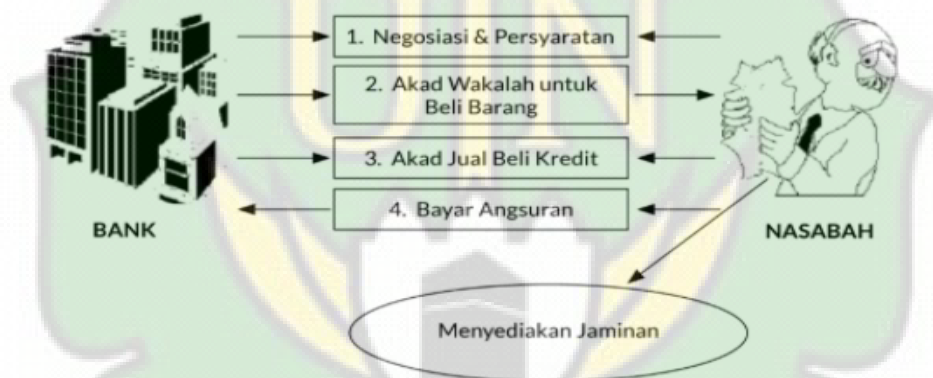 1. Negosiasi & Persyaratan
2. Akad Wakalah untuk
Beli Barang
3. Akad Jual Beli Kredit
4. Bayar Angsuran
BANK
NASABAH
Menyediakan Jaminan
UIN